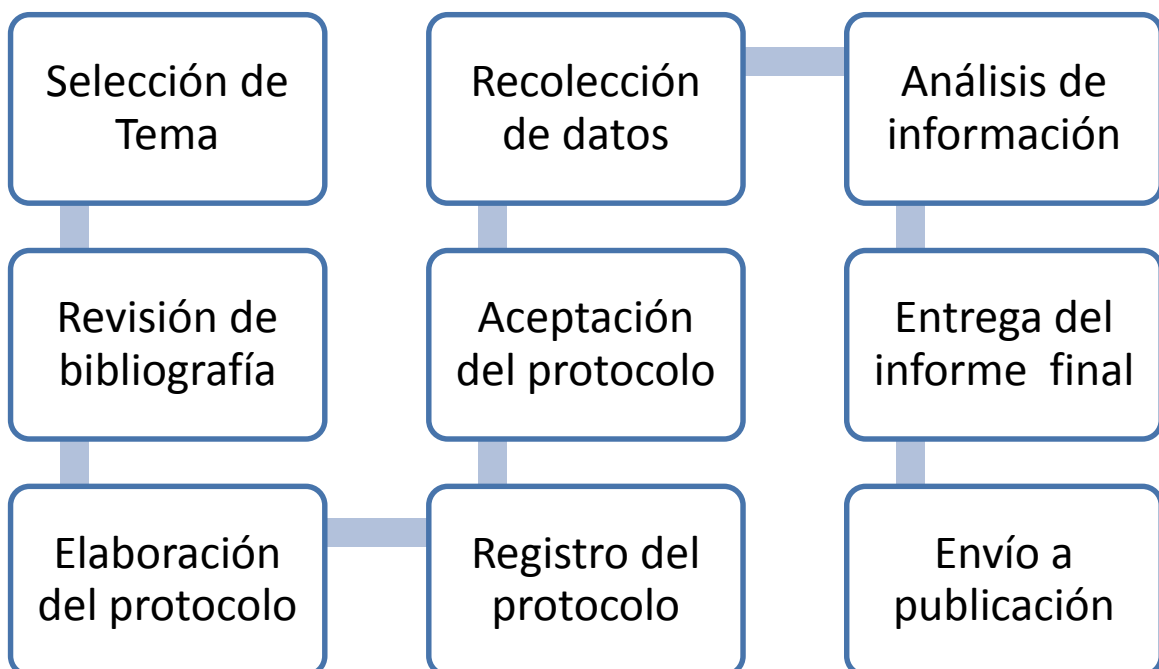 Selección de
Tema
Revisión de
bibliografía
Elaboración
del protocolo
Registro del
protocolo
Aceptación
del protocolo
Recolección
de datos
Análisis de
información
Entrega del
informe  final
Envío a
publicación